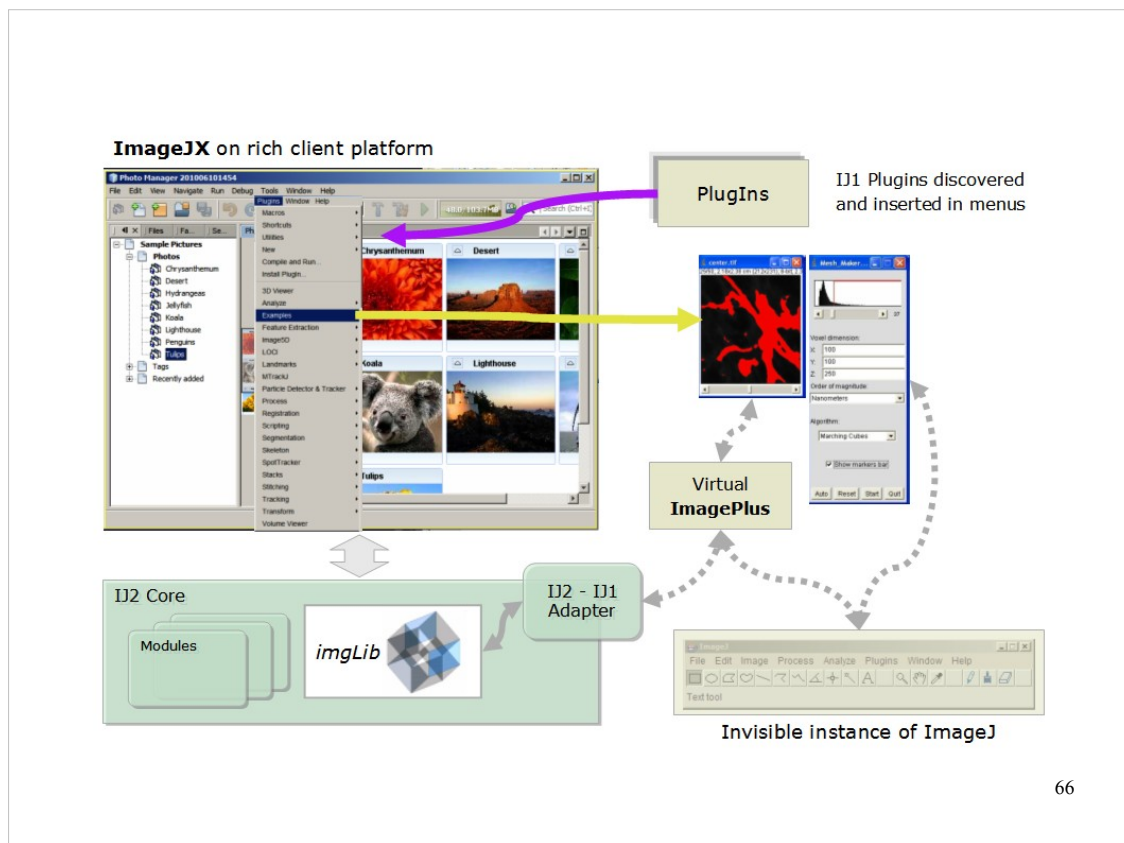 ImageJX on rich client platform
Photo Manager 201006101454
File Edit View Navigate Run Debug Tools Window Help
Plugins Window Help
Macros
Shortcuts
Utilities
New
Compile and Run...
Install Plugin...
3D Viewer
Analyze
Examples
Feature Extraction
Image5D
LOCI
Landmarks
MTrackJ
Particle Detector & Tracker
Process
Registration
Scripting
Segmentation
Skeleton
SpotTracker
Stacks
Stitching
Tracking
Transform
Volume Viewer
Files Fa... Se...
Sample Pictures
Photos
Chrysanthemum
Desert
Hydrangeas
Jellyfish
Koala
Lighthouse
Penguins
Tulips
Tags
Recently added
Chrysanthemum
Desert
Koala
Lighthouse
Tulips
PlugIns
IJ1 Plugins discovered
and inserted in menus
center.tif
Mesh_Maker...
37
Voxel dimension:
X: 100
Y: 100
Z: 250
Order of magnitude:
Nanometers
Algorithm:
Marching Cubes
Show markers bar
Auto Reset Start Quit
Virtual
ImagePlus
IJ2 Core
Modules
imgLib
IJ2 - IJ1
Adapter
ImageJ
File Edit Image Process Analyze Plugins Window Help
A
Text tool
Invisible instance of ImageJ
66